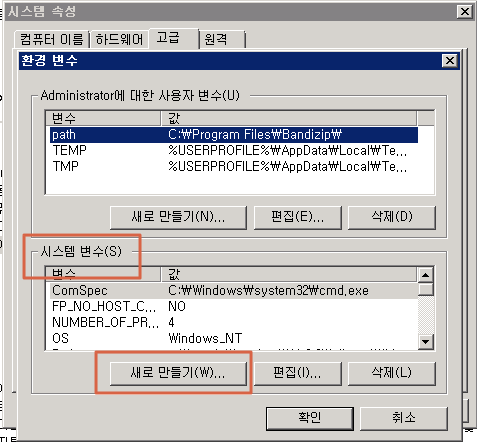 시스템 속성
컴퓨터 이름 하드웨어 고급 원격
환경 변수
Administrator에 대한 사용자 변수(U)
변수 값
path C:₩Program Files₩Bandizip₩
TEMP %USERPROFILE%₩AppData₩Local₩Te...
TMP %USERPROFILE%₩AppData₩Local₩Te...
새로 만들기(N)... 편집(E)... 삭제(D)
시스템 변수(S)
변수 값
ComSpec C:₩Windows₩system32₩cmd.exe
FP_NO_HOST_C... NO
NUMBER_OF_PR... 4
OS Windows_NT
새로 만들기(W)... 편집(I)... 삭제(L)
확인 취소